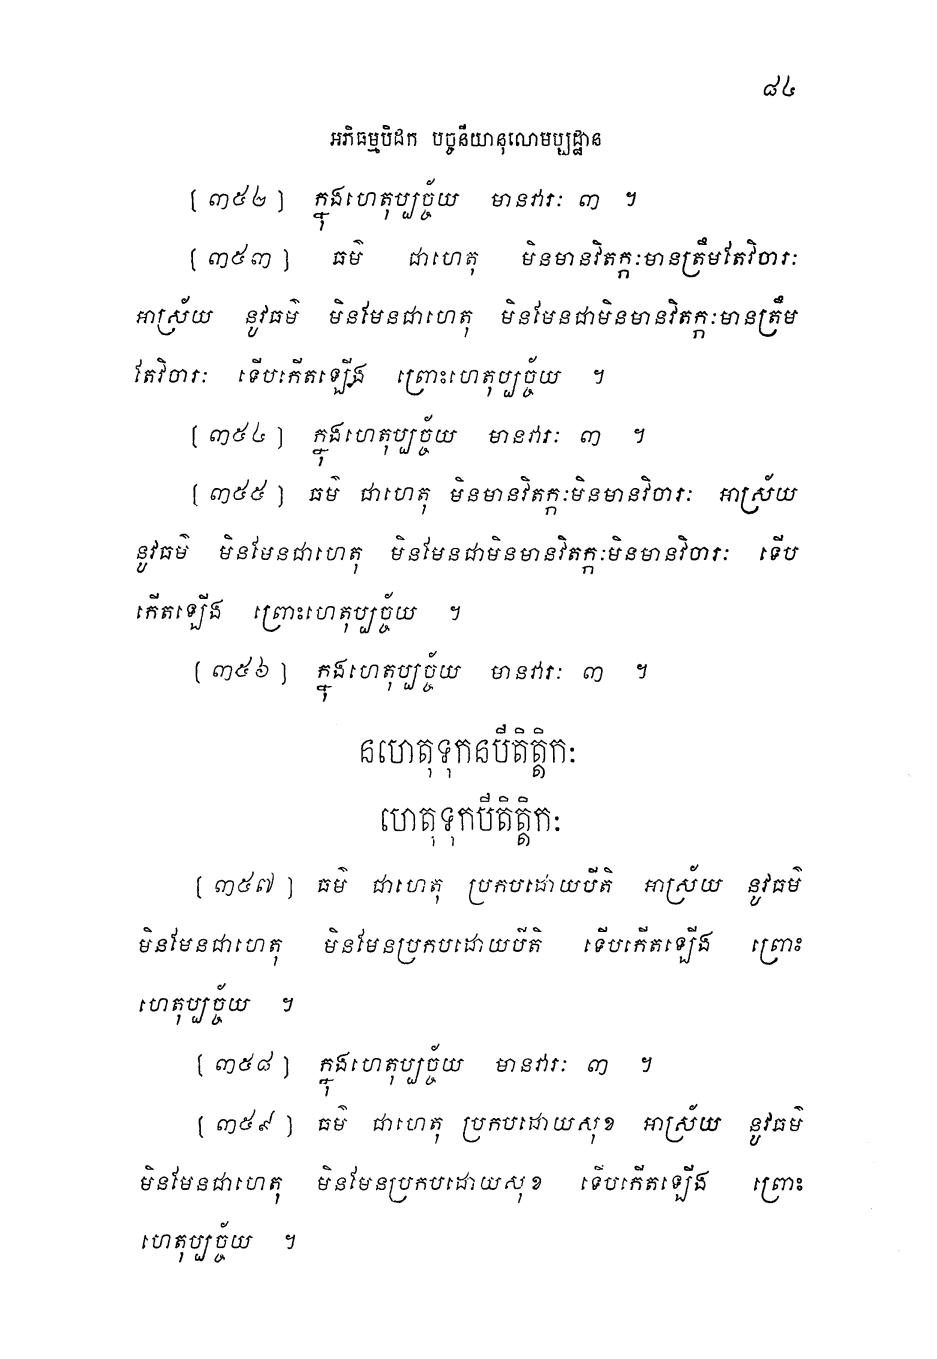 ៨៤
អភិធម្មបិដក បច្ចនីយានុលោមប្បដ្ឋាន
[ ៣៥២ ] ក្នុងហេតុប្បច្ច័យ មានវារៈ ៣ ។
[ ៣៥៣ ] ធម៌ ជាហេតុ មិនមានវិតក្កៈមានត្រឹមតែវិចារៈ
អាស្រ័យ នូវធម៌ មិនមែនជាហេតុ មិនមែនជាមិនមានវិតក្កៈមានត្រឹម
តែវិចារៈ ទើបកើតឡើង ព្រោះហេតុប្បច្ច័យ ។
[ ៣៥៤ ] ក្នុងហេតុប្បច្ច័យ មានវារៈ ៣ ។
[ ៣៥៥ ] ធម៌ ជាហេតុ មិនមានវិតក្កៈមិនមានវិចារៈ អាស្រ័យ
នូវធម៌ មិនមែនជាហេតុ មិនមែនជាមិនមានវិតក្កៈមិនមានវិចារៈ ទើប
កើតឡើង ព្រោះហេតុប្បច្ច័យ ។
[ ៣៥៦ ] ក្នុងហេតុប្បច្ច័យ មានវារៈ ៣ ។
នហេតុទុកនបីតិត្តិកៈ
ហេតុទុកបីតិត្តិកៈ
[ ៣៥៧ ] ធម៌ ជាហេតុ ប្រកបដោយបីតិ អាស្រ័យ នូវធម៌
មិនមែនជាហេតុ មិនមែនប្រកបដោយបីតិ ទើបកើតឡើង ព្រោះ
ហេតុប្បច្ច័យ ។
[ ៣៥៨ ] ក្នុងហេតុប្បច្ច័យ មានវារៈ ៣ ។
[ ៣៥៩ ] ធម៌ ជាហេតុ ប្រកបដោយសុខ អាស្រ័យ នូវធម៌
មិនមែនជាហេតុ មិនមែនប្រកបដោយសុខ ទើបកើតឡើង ព្រោះ
ហេតុប្បច្ច័យ ។